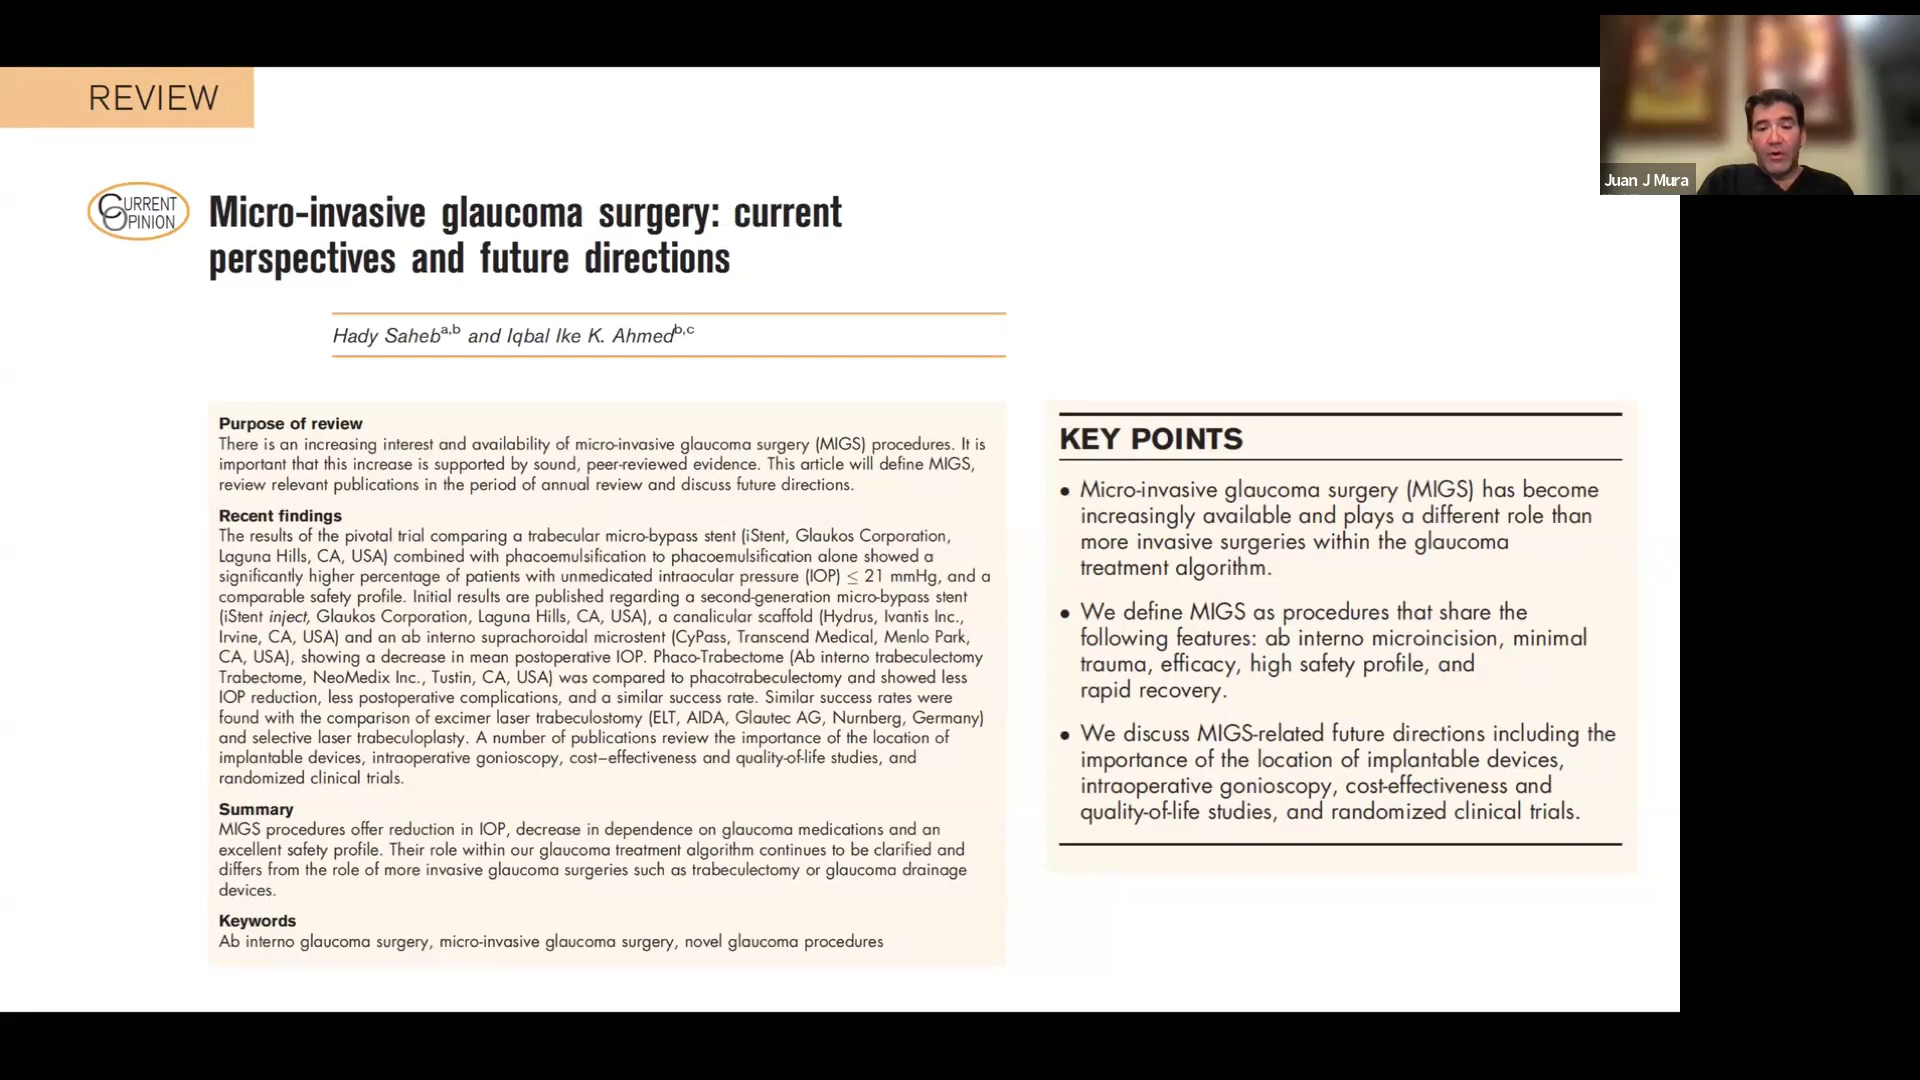 REVIEW
CURRENT
OPINION
Micro-invasive glaucoma surgery: current
perspectives and future directions
Hady Saheb^a,b and Iqbal Ike K. Ahmed^b,c
Purpose of review
There is an increasing interest and availability of micro-invasive glaucoma surgery (MIGS) procedures. It is
important that this increase is supported by sound, peer-reviewed evidence. This article will define MIGS,
review relevant publications in the period of annual review and discuss future directions.
Recent findings
The results of the pivotal trial comparing a trabecular micro-bypass stent (iStent, Glaukos Corporation,
Laguna Hills, CA, USA) combined with phacoemulsification to phacoemulsification alone showed a
significantly higher percentage of patients with unmedicated intraocular pressure (IOP) ≤ 21 mmHg, and a
comparable safety profile. Initial results are published regarding a second-generation micro-bypass stent
(iStent inject, Glaukos Corporation, Laguna Hills, CA, USA), a canalicular scaffold (Hydrus, Ivantis Inc.,
Irvine, CA, USA) and an ab interno suprachoroidal microstent (CyPass, Transcend Medical, Menlo Park,
CA, USA), showing a decrease in mean postoperative IOP. Phaco-Trabectome (Ab interno trabeculectomy
Trabectome, NeoMedix Inc., Tustin, CA, USA) was compared to phacotrabeculectomy and showed less
IOP reduction, less postoperative complications, and a similar success rate. Similar success rates were
found with the comparison of excimer laser trabeculostomy (ELT, AIDA, Glautec AG, Nurnberg, Germany)
and selective laser trabeculoplasty. A number of publications review the importance of the location of
implantable devices, intraoperative gonioscopy, cost–effectiveness and quality-of-life studies, and
randomized clinical trials.
Summary
MIGS procedures offer reduction in IOP, decrease in dependence on glaucoma medications and an
excellent safety profile. Their role within our glaucoma treatment algorithm continues to be clarified and
differs from the role of more invasive glaucoma surgeries such as trabeculectomy or glaucoma drainage
devices.
Keywords
Ab interno glaucoma surgery, micro-invasive glaucoma surgery, novel glaucoma procedures
KEY POINTS
• Micro-invasive glaucoma surgery (MIGS) has become
increasingly available and plays a different role than
more invasive surgeries within the glaucoma
treatment algorithm.
• We define MIGS as procedures that share the
following features: ab interno microincision, minimal
trauma, efficacy, high safety profile, and
rapid recovery.
• We discuss MIGS-related future directions including the
importance of the location of implantable devices,
intraoperative gonioscopy, cost-effectiveness and
quality-of-life studies, and randomized clinical trials.
Juan J Mura